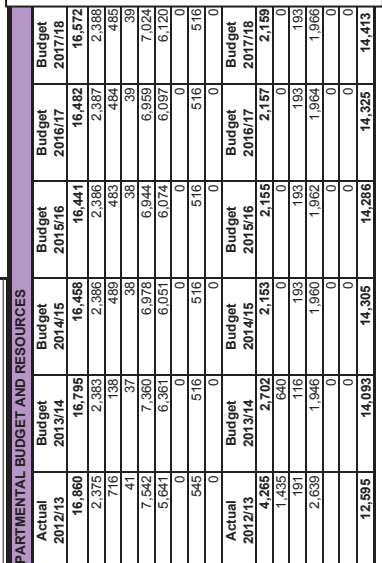 PARTMENTAL BUDGET AND RESOURCES
Actual 2012/13 Budget 2013/14 Budget 2014/15 Budget 2015/16 Budget 2016/17 Budget 2017/18
16,860 16,795 16,458 16,441 16,482 16,572
2,375 2,383 2,386 2,386 2,387 2,388
716 138 489 483 484 485
41 37 38 38 39 39
7,542 7,360 6,978 6,944 6,959 7,024
5,641 6,361 6,051 6,074 6,097 6,120
0 0 0 0 0 0
545 516 516 516 516 516
0 0 0 0 0 0
Actual 2012/13 Budget 2013/14 Budget 2014/15 Budget 2015/16 Budget 2016/17 Budget 2017/18
4,265 2,702 2,153 2,155 2,157 2,159
1,435 640 0 0 0 0
191 116 193 193 193 193
2,639 1,946 1,960 1,962 1,964 1,966
0 0 0 0 0
0 0 0 0 0
12,595 14,093 14,305 14,286 14,325 14,413